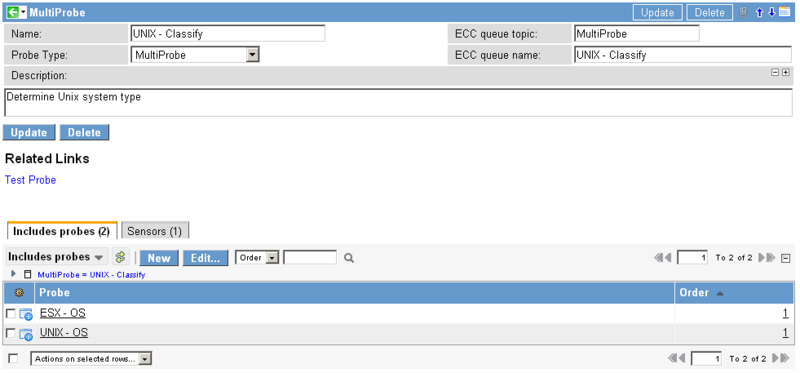 MultiProbe Update Delete
Name: UNIX - Classify ECC queue topic: MultiProbe
Probe Type: MultiProbe ECC queue name: UNIX - Classify
Description:
Determine Unix system type
Update Delete
Related Links
Test Probe
Includes probes (2) Sensors (1)
Includes probes New Edit... Order 1 To 2 of 2
MultiProbe = UNIX - Classify
Probe Order
ESX - OS 1
UNIX - OS 1
Actions on selected rows... 1 To 2 of 2